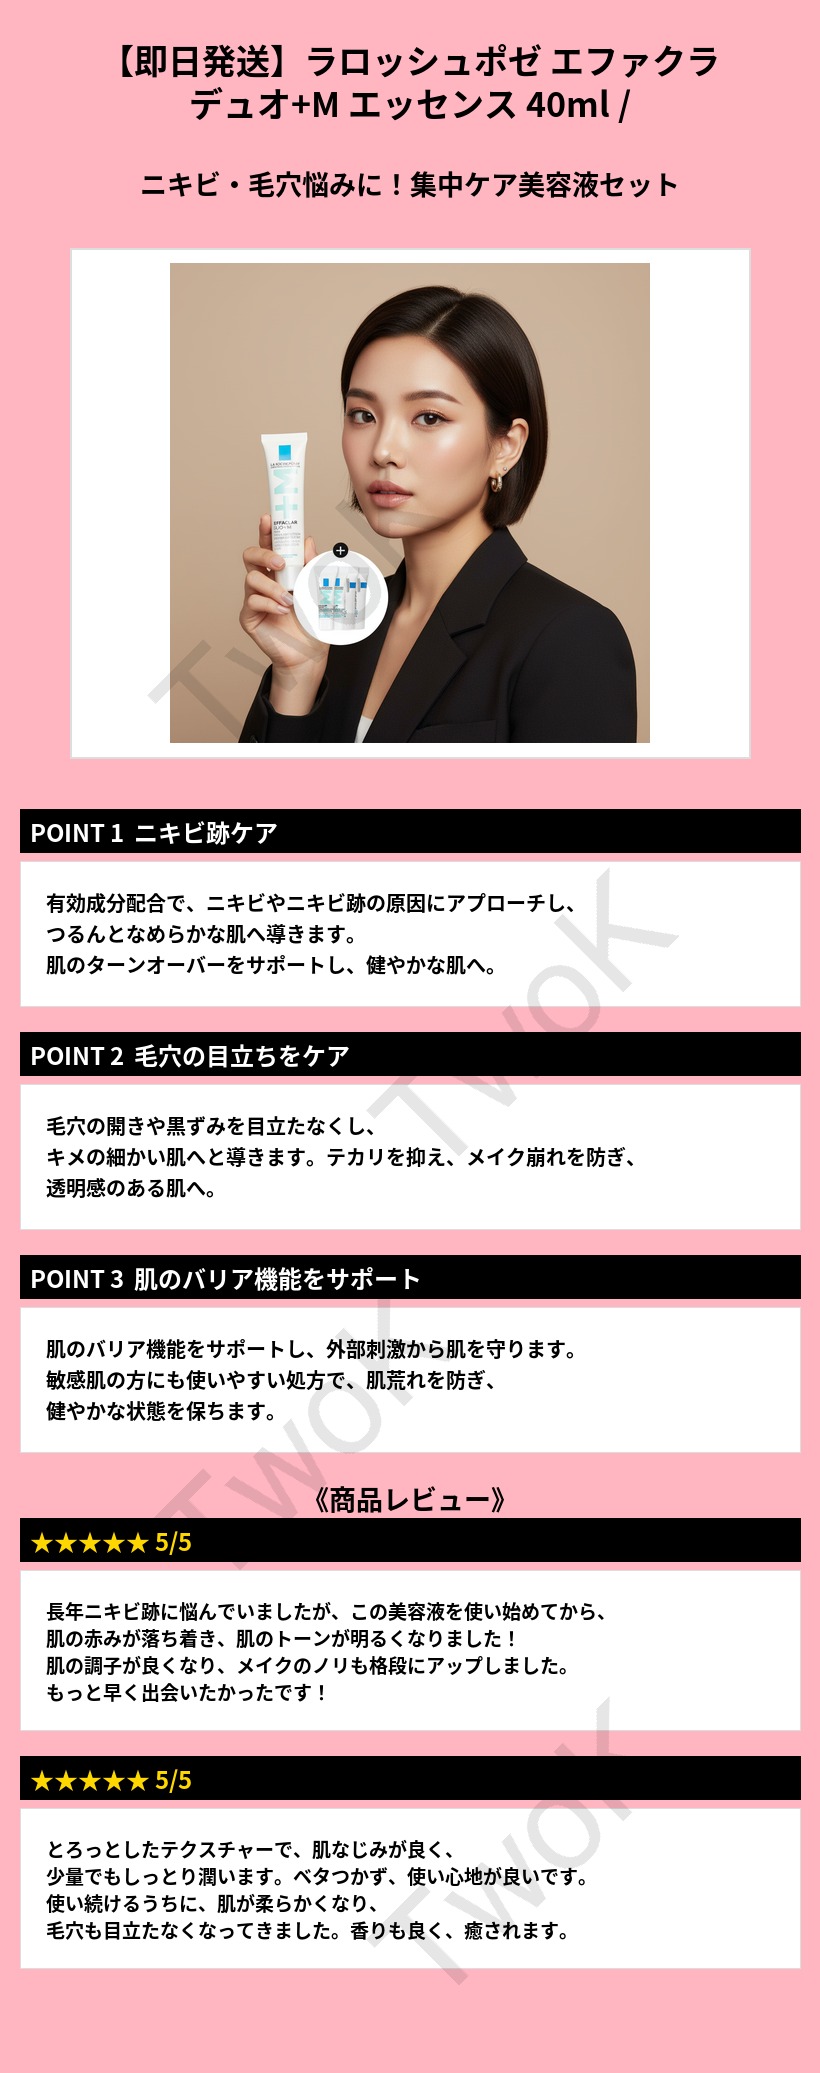 【即日発送】ラロッシュポゼ エファクラ
デュオ+M エッセンス 40ml /
ニキビ・毛穴悩みに！集中ケア美容液セット
LA ROCHE POSAY
+M
EFFACLAR
DUO+M
TwoK
POINT 1 ニキビ跡ケア
有効成分配合で、ニキビやニキビ跡の原因にアプローチし、
つるんとなめらかな肌へ導きます。
肌のターンオーバーをサポートし、健やかな肌へ。
TwoK
POINT 2 毛穴の目立ちをケア
毛穴の開きや黒ずみを目立たなくし、
キメの細かい肌へと導きます。テカリを抑え、メイク崩れを防ぎ、
透明感のある肌へ。
POINT 3 肌のバリア機能をサポート
肌のバリア機能をサポートし、外部刺激から肌を守ります。
敏感肌の方にも使いやすい処方で、肌荒れを防ぎ、
健やかな状態を保ちます。
TwoK
《商品レビュー》
★★★★★ 5/5
長年ニキビ跡に悩んでいましたが、この美容液を使い始めてから、
肌の赤みが落ち着き、肌のトーンが明るくなりました！
肌の調子が良くなり、メイクのノリも格段にアップしました。
もっと早く出会いたかったです！
★★★★★ 5/5
とろっとしたテクスチャーで、肌なじみが良く、
少量でもしっとり潤います。ベタつかず、使い心地が良いです。
使い続けるうちに、肌が柔らかくなり、
毛穴も目立たなくなってきました。香りも良く、癒されます。
TwoK